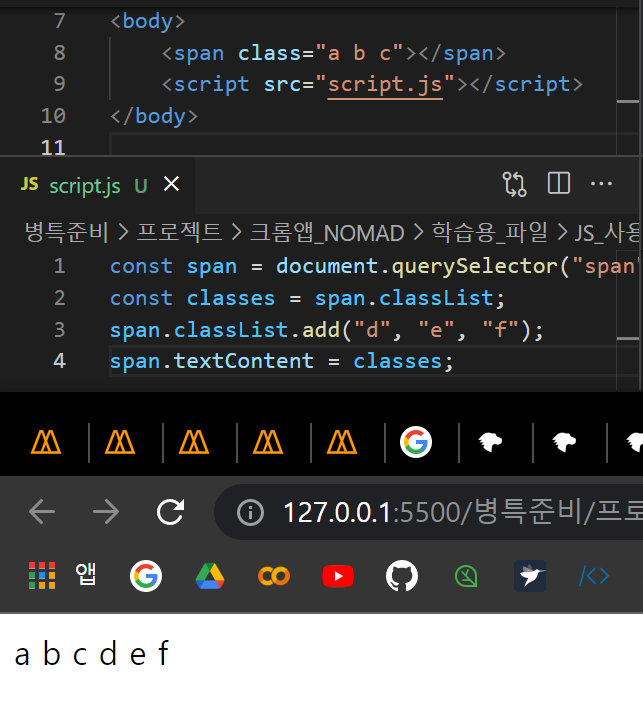 7 <body>
8 <span class="a b c"></span>
9 <script src="script.js"></script>
10 </body>
11
JS script.js U ×
병특준비 > 프로젝트 > 크롬앱_NOMAD > 학습용_파일 > JS_사용
1 const span = document.querySelector("span"
2 const classes = span.classList;
3 span.classList.add("d", "e", "f");
4 span.textContent = classes;
127.0.0.1:5500/병특준비/프로
앱
a b c d e f